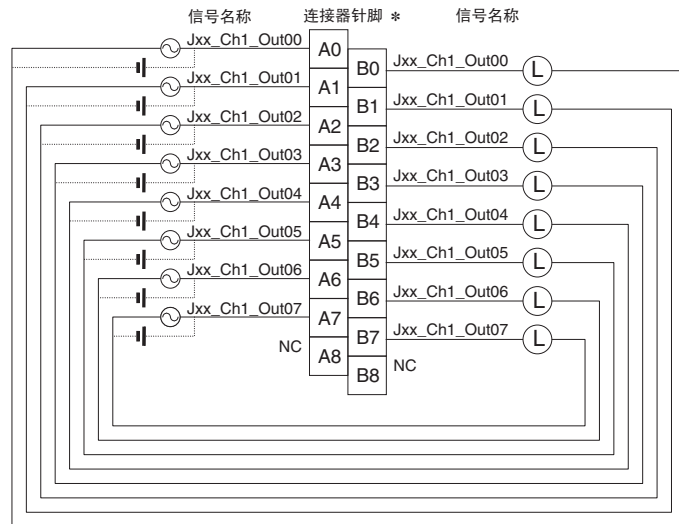 信号名称 连接器针脚 * 信号名称
Jxx_Ch1_Out00 A0
B0 Jxx_Ch1_Out00 L
Jxx_Ch1_Out01 A1
B1 Jxx_Ch1_Out01 L
Jxx_Ch1_Out02 A2
B2 Jxx_Ch1_Out02 L
Jxx_Ch1_Out03 A3
B3 Jxx_Ch1_Out03 L
Jxx_Ch1_Out04 A4
B4 Jxx_Ch1_Out04 L
Jxx_Ch1_Out05 A5
B5 Jxx_Ch1_Out05 L
Jxx_Ch1_Out06 A6
B6 Jxx_Ch1_Out06 L
Jxx_Ch1_Out07 A7
B7 Jxx_Ch1_Out07 L
NC A8
B8 NC